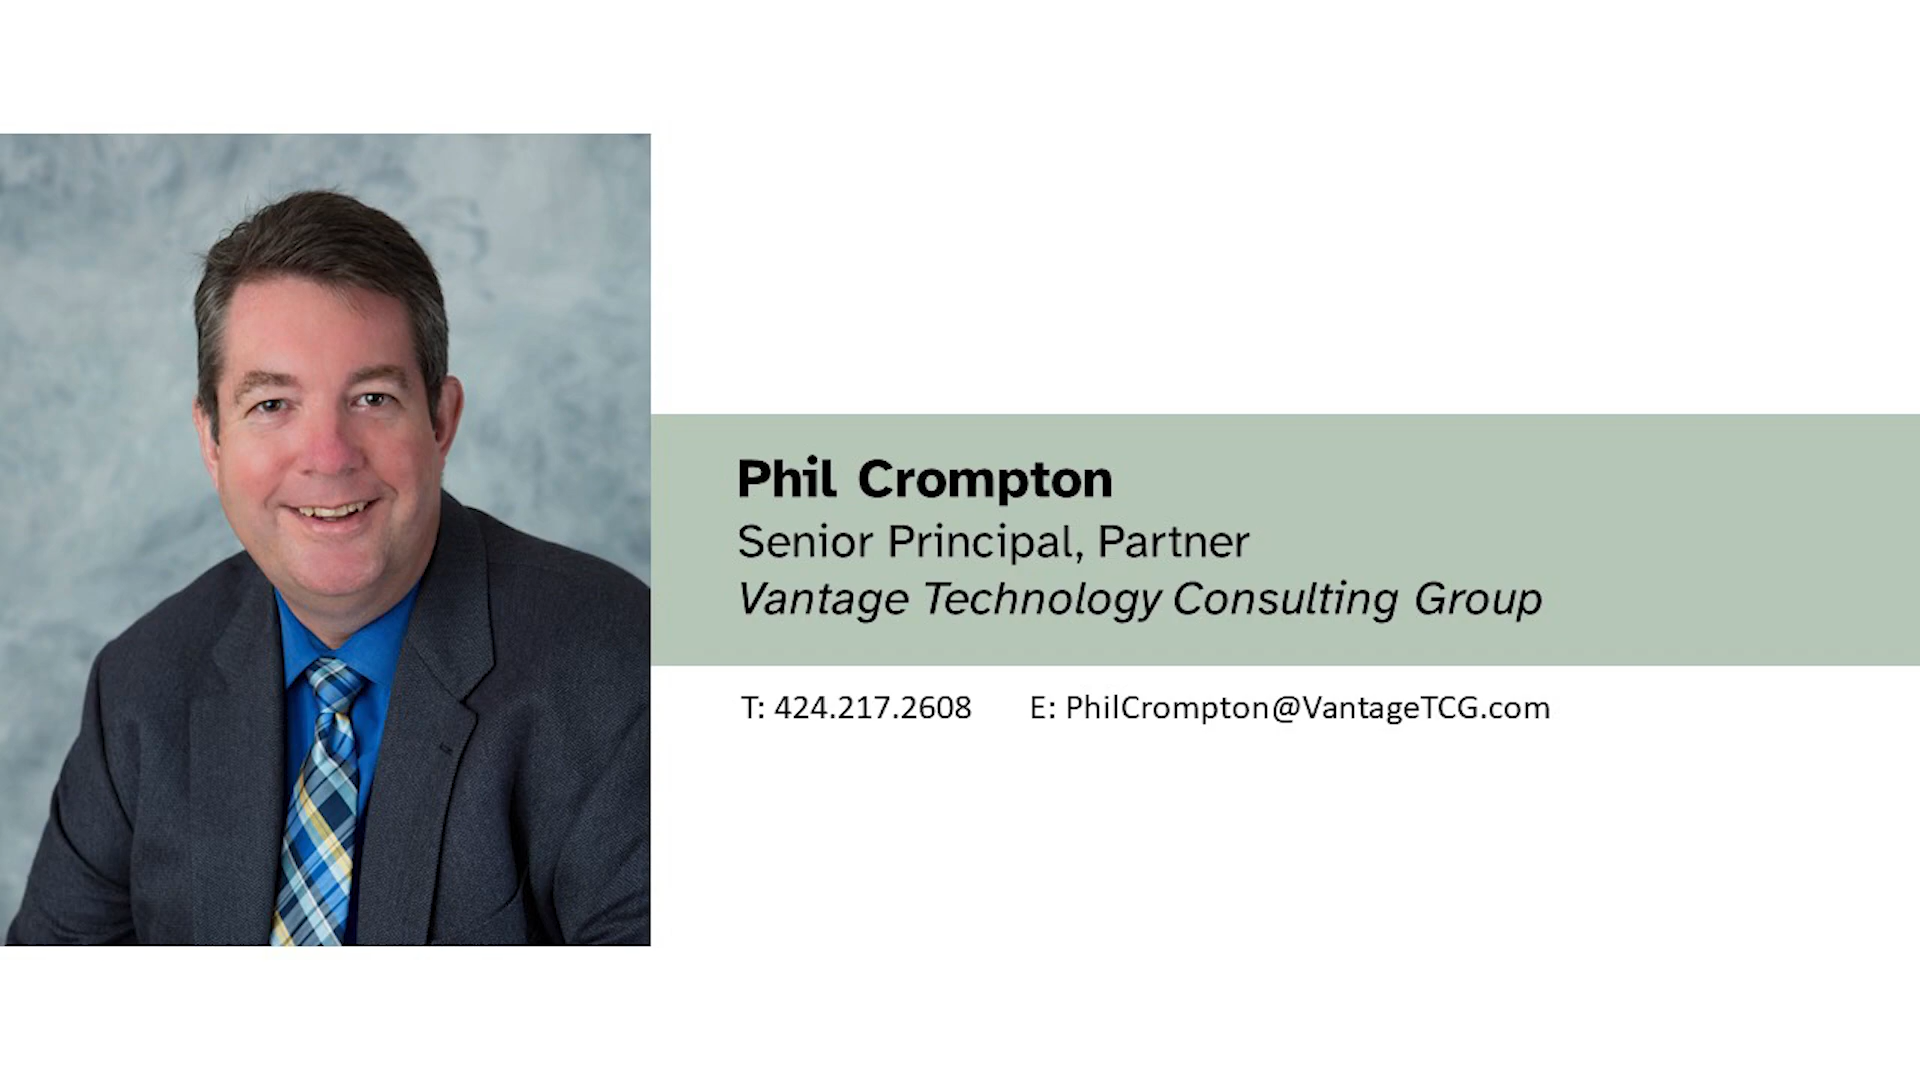 Phil Crompton
Senior Principal, Partner
Vantage Technology Consulting Group
T: 424.217.2608 E: PhilCrompton@VantageTCG.com